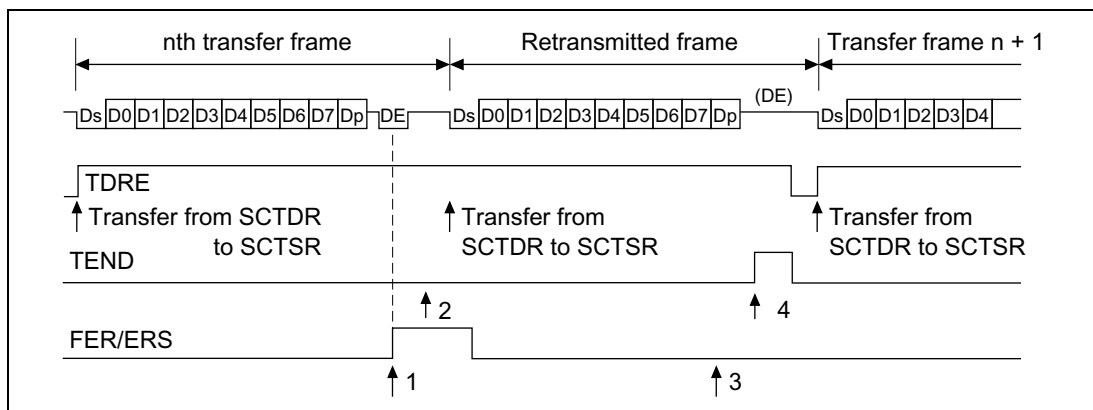 nth transfer frame Retransmitted frame Transfer frame n + 1
(DE)
Ds D0 D1 D2 D3 D4 D5 D6 D7 Dp DE Ds D0 D1 D2 D3 D4 D5 D6 D7 Dp Ds D0 D1 D2 D3 D4
TDRE
Transfer from SCTDR Transfer from Transfer from
to SCTSR SCTDR to SCTSR SCTDR to SCTSR
TEND
2 4
FER/ERS
1 3